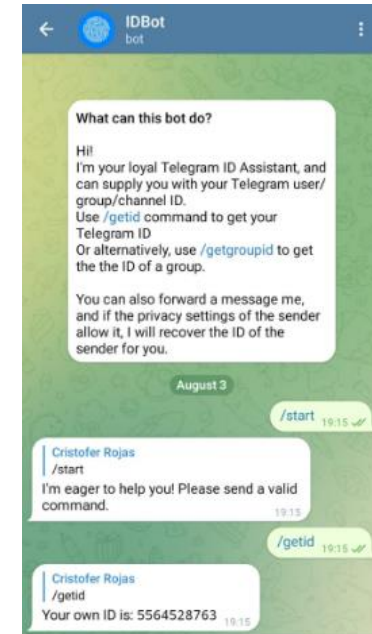 IDBot
bot
What can this bot do?
Hi!
I'm your loyal Telegram ID Assistant, and
can supply you with your Telegram user/
group/channel ID.
Use /getid command to get your
Telegram ID
Or alternatively, use /getgroupid to get
the the ID of a group.
You can also forward a message me,
and if the privacy settings of the sender
allow it, I will recover the ID of the
sender for you.
August 3
/start 19:15
Cristofer Rojas
/start
I'm eager to help you! Please send a valid
command. 19:15
/getid 19:15
Cristofer Rojas
/getid
Your own ID is: 5564528763 19:15